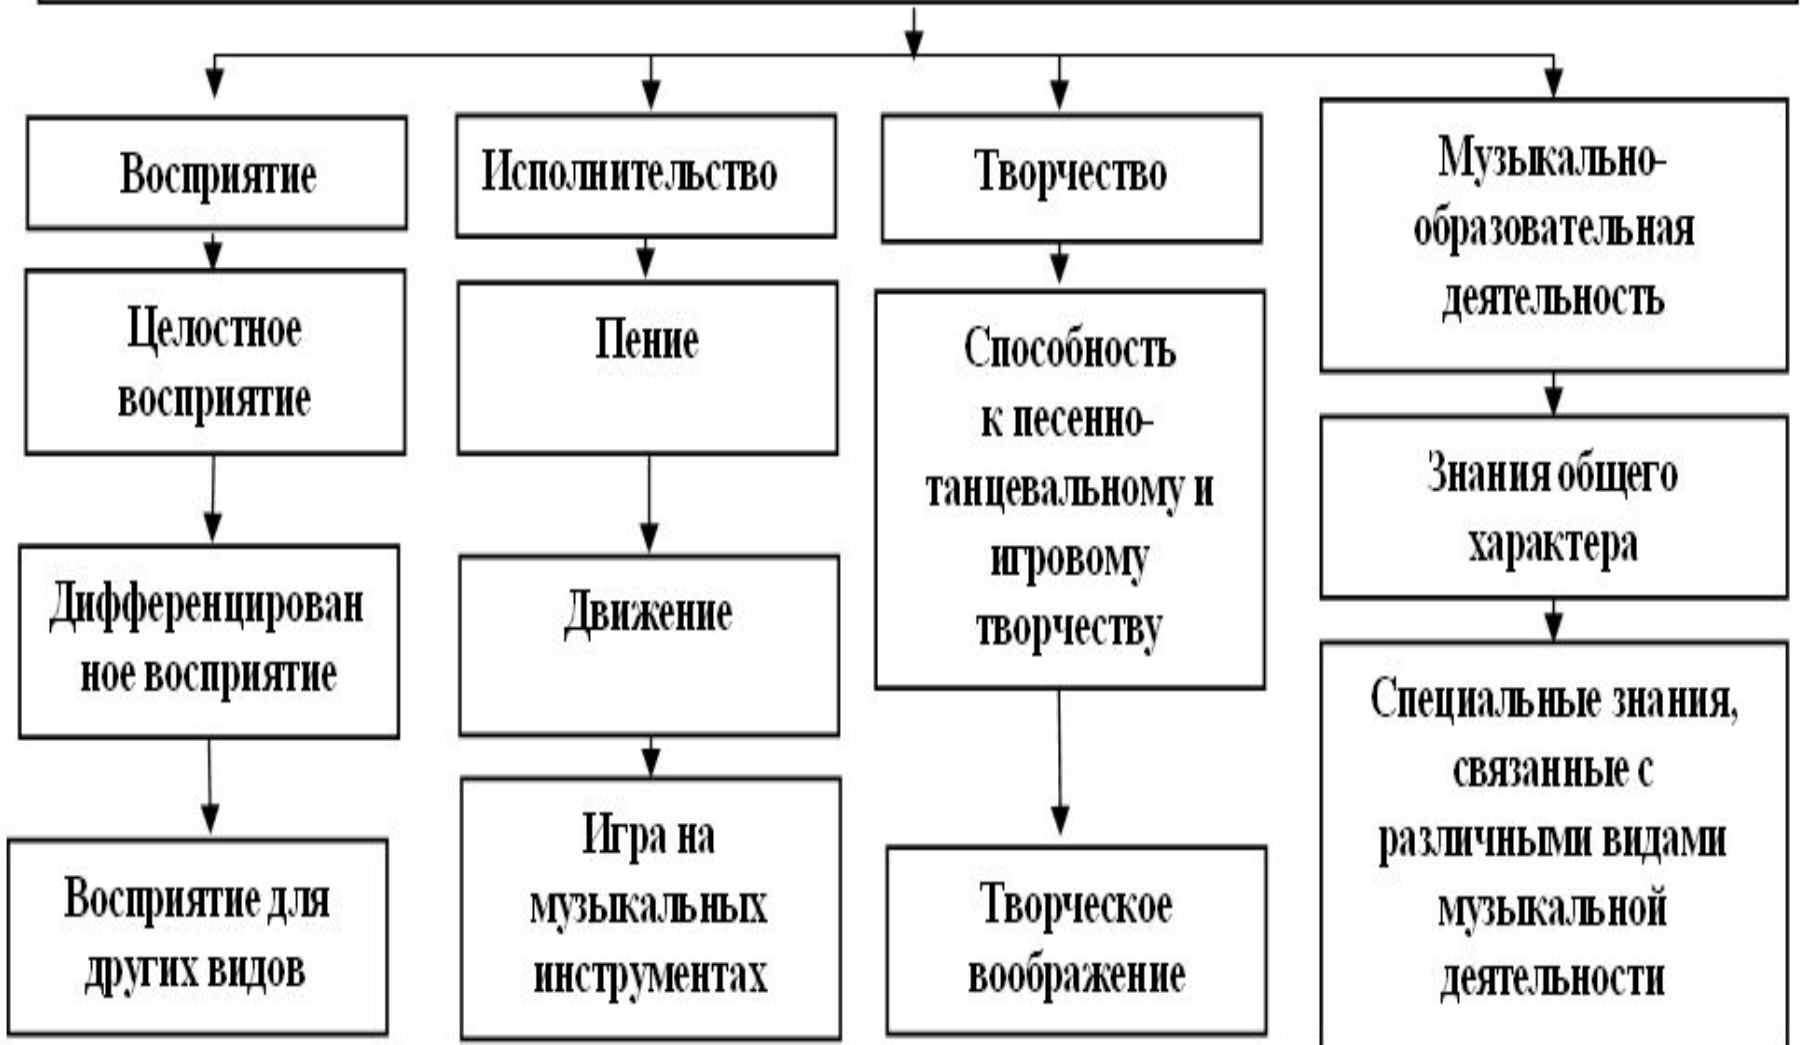 Восприятие
Целостное
восприятие
Дифференцирован
ное восприятие
Восприятие для
других видов
Исполнительство
Пение
Движение
Игра на
музыкальных
инструментах
Творчество
Способность
к песенно-
танцевальному и
игровому
творчеству
Творческое
воображение
Музыкально-
образовательная
деятельность
Знания общего
характера
Специальные знания,
связанные с
различными видами
музыкальной
деятельности